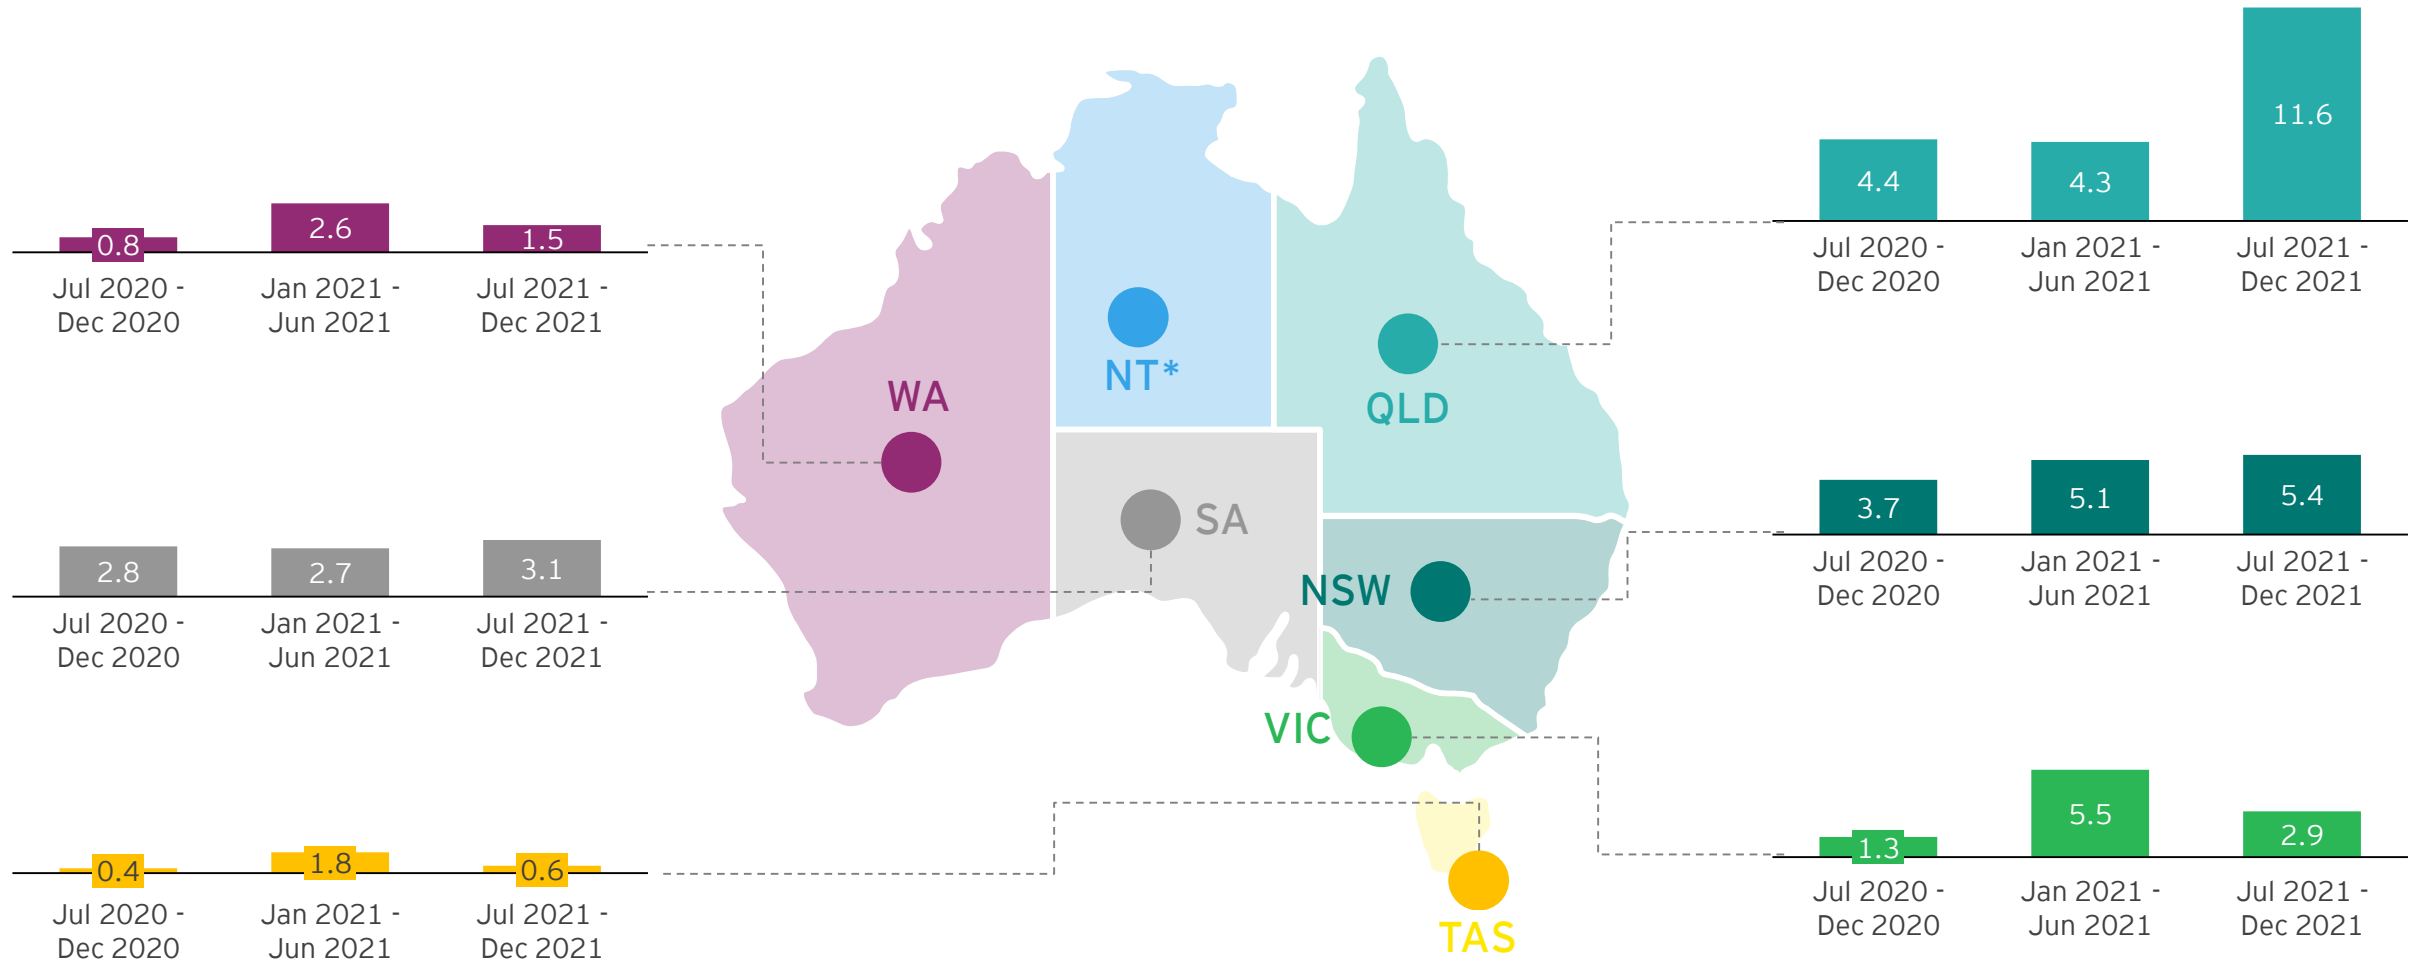 0.8
2.6
1.5
Jul 2020 -
Dec 2020
Jan 2021 -
Jun 2021
Jul 2021 -
Dec 2021
2.8
2.7
3.1
Jul 2020 -
Dec 2020
Jan 2021 -
Jun 2021
Jul 2021 -
Dec 2021
0.4
1.8
0.6
Jul 2020 -
Dec 2020
Jan 2021 -
Jun 2021
Jul 2021 -
Dec 2021
WA
NT*
QLD
SA
NSW
VIC
TAS
4.4
4.3
11.6
Jul 2020 -
Dec 2020
Jan 2021 -
Jun 2021
Jul 2021 -
Dec 2021
3.7
5.1
5.4
Jul 2020 -
Dec 2020
Jan 2021 -
Jun 2021
Jul 2021 -
Dec 2021
1.3
5.5
2.9
Jul 2020 -
Dec 2020
Jan 2021 -
Jun 2021
Jul 2021 -
Dec 2021